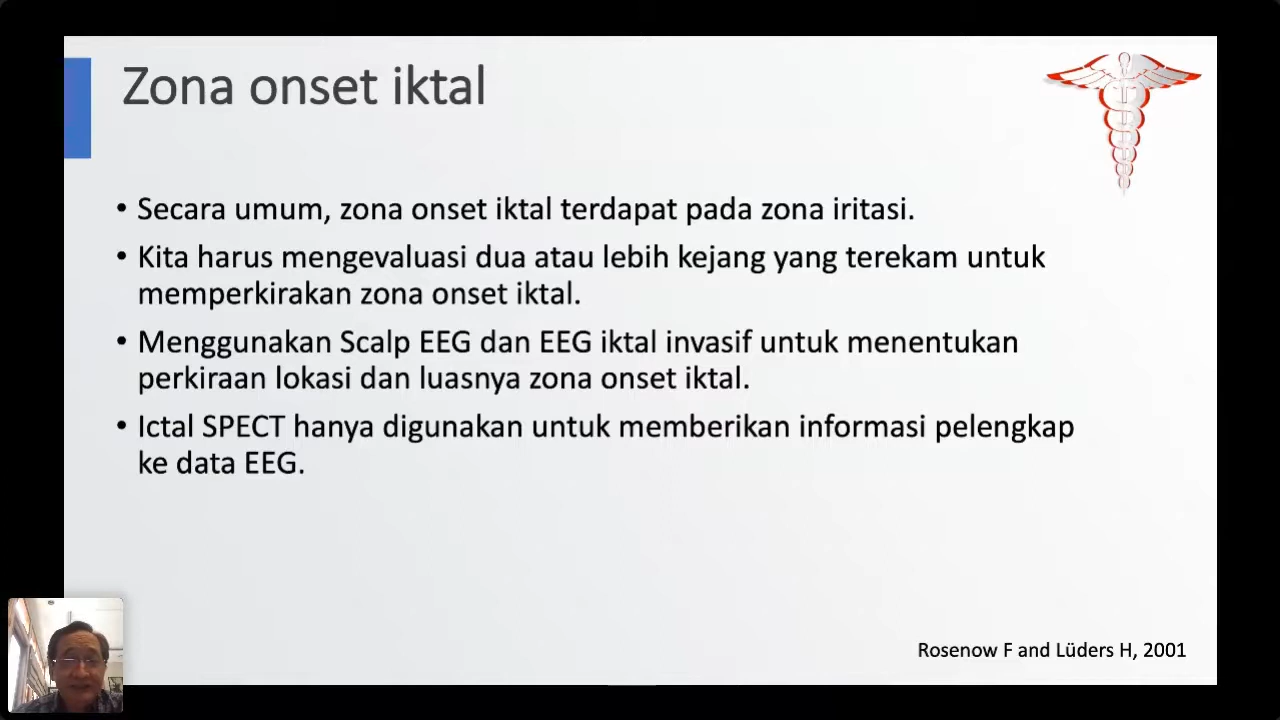 Zona onset iktal
• Secara umum, zona onset iktal terdapat pada zona iritasi.
• Kita harus mengevaluasi dua atau lebih kejang yang terekam untuk
memperkirakan zona onset iktal.
• Menggunakan Scalp EEG dan EEG iktal invasif untuk menentukan
perkiraan lokasi dan luasnya zona onset iktal.
• Ictal SPECT hanya digunakan untuk memberikan informasi pelengkap
ke data EEG.
Rosenow F and Lüders H, 2001